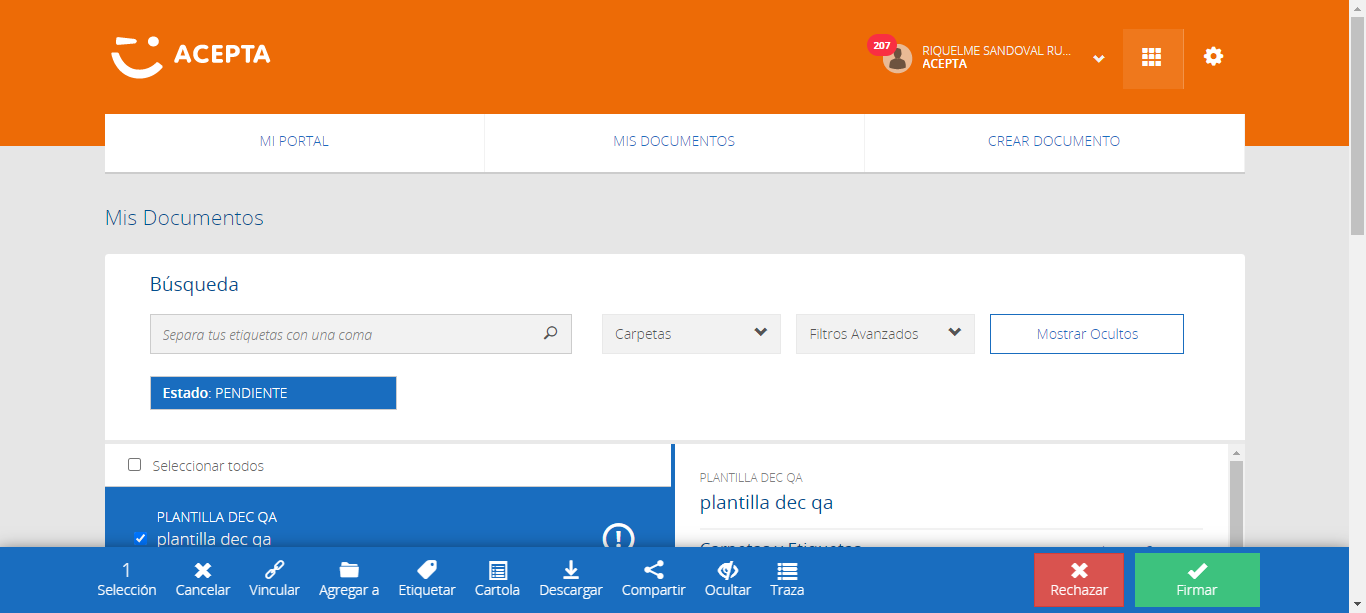 ACEPTA
207
RIQUELME SANDOVAL RU...
ACEPTA
MI PORTAL
MIS DOCUMENTOS
CREAR DOCUMENTO
Mis Documentos
Búsqueda
Separa tus etiquetas con una coma
Carpetas
Filtros Avanzados
Mostrar Ocultos
Estado: PENDIENTE
Seleccionar todos
PLANTILLA DEC QA
plantilla dec qa
PLANTILLA DEC QA
plantilla dec qa
Carpetas y Etiquetas
1
Selección
Cancelar
Vincular
Agregar a
Etiquetar
Cartola
Descargar
Compartir
Ocultar
Traza
Rechazar
Firmar